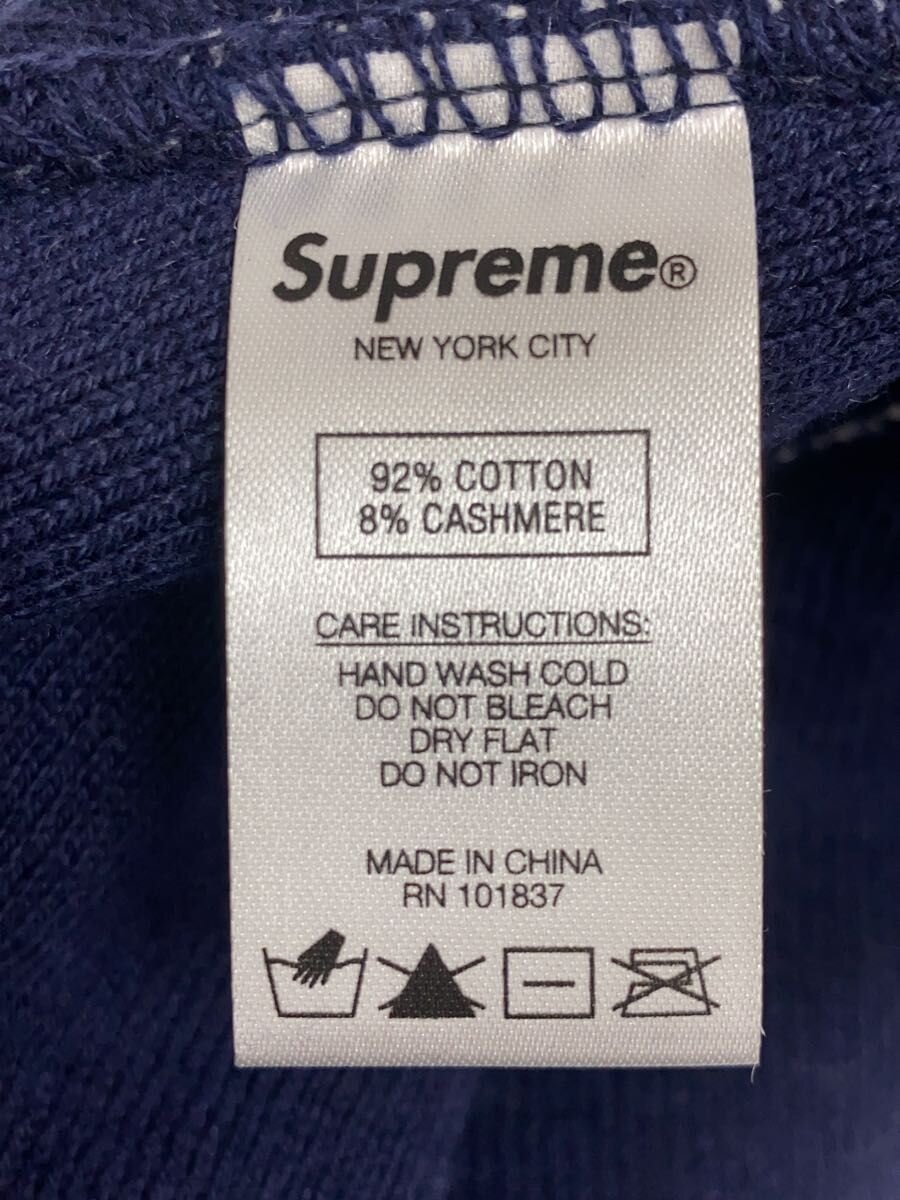 Supreme®
NEW YORK CITY
92% COTTON
8% CASHMERE
CARE INSTRUCTIONS:
HAND WASH COLD
DO NOT BLEACH
DRY FLAT
DO NOT IRON
MADE IN CHINA
RN 101837